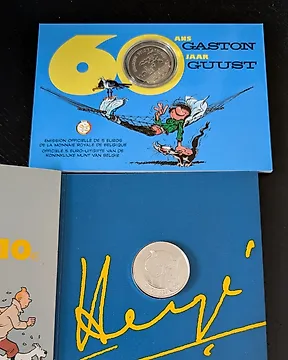 60
ANS
GASTON
JAAR
GUUST
ÉMISSION OFFICIELLE DE 5 EUROS
DE LA MONNAIE ROYALE DE BELGIQUE
OFFICIËLE 5 EURO-UITGIFTE VAN DE
KONINKLIJKE MUNT VAN BELGIË
Hergé